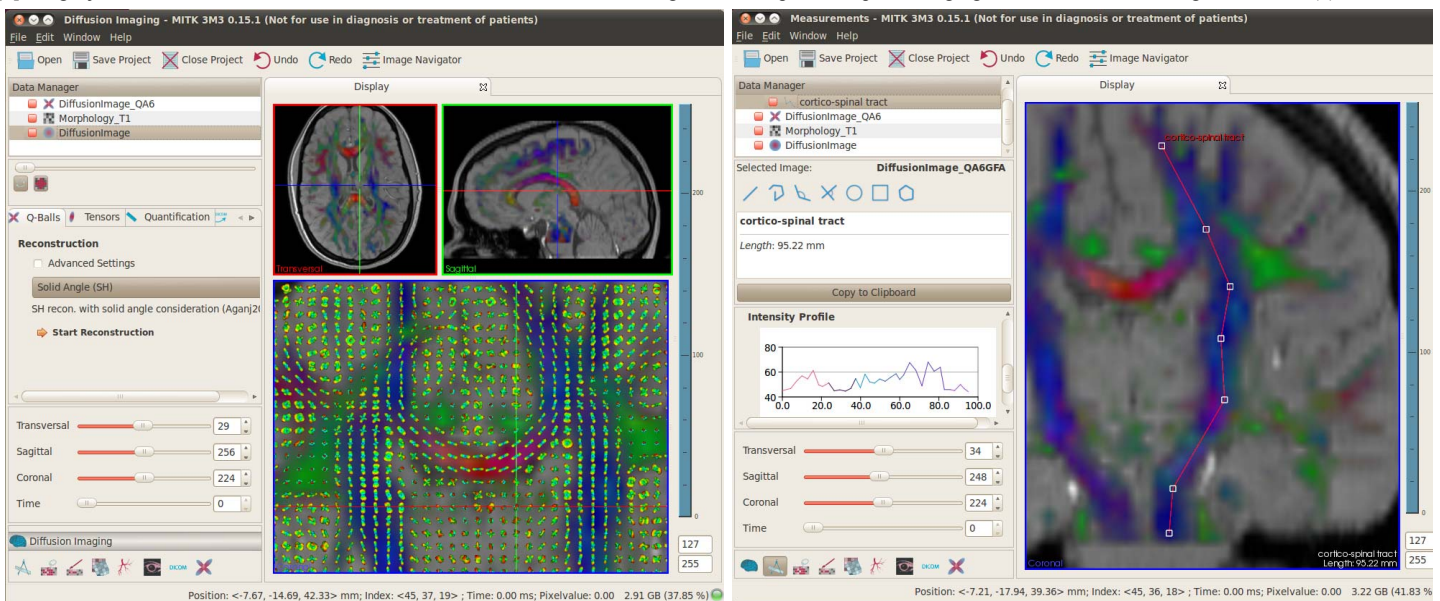 Diffusion Imaging - MITK 3M3 0.15.1 (Not for use in diagnosis or treatment of patients)
File Edit Window Help
Open Save Project Close Project Undo Redo Image Navigator
Data Manager
DiffusionImage_QA6
Morphology_T1
DiffusionImage
Q-Balls Tensors Quantification
Reconstruction
Advanced Settings
Solid Angle (SH)
SH recon. with solid angle consideration (Aganj20
Start Reconstruction
Transversal 29
Sagittal 256
Coronal 224
Time 0
Diffusion Imaging
DICOM
Display
Transversal
Sagittal
200
100
0
127
255
Position: <-7.67, -14.69, 42.33> mm; Index: <45, 37, 19> ; Time: 0.00 ms; Pixelvalue: 0.00 2.91 GB (37.85 %)
Measurements - MITK 3M3 0.15.1 (Not for use in diagnosis or treatment of patients)
File Edit Window Help
Open Save Project Close Project Undo Redo Image Navigator
Data Manager
cortico-spinal tract
DiffusionImage_QA6
Morphology_T1
DiffusionImage
Selected Image: DiffusionImage_QA6GFA
cortico-spinal tract
Length: 95.22 mm
Copy to Clipboard
Intensity Profile
80
60
40
0.0 20.0 40.0 60.0 80.0 100.0
Transversal 34
Sagittal 248
Coronal 224
Time 0
DICOM
Display
cortico-spinal tract
Coronal
cortico-spinal tract
Length: 95.22 mm
200
100
0
127
255
Position: <-7.21, -17.94, 39.36> mm; Index: <45, 36, 18> ; Time: 0.00 ms; Pixelvalue: 0.00 3.22 GB (41.83 %